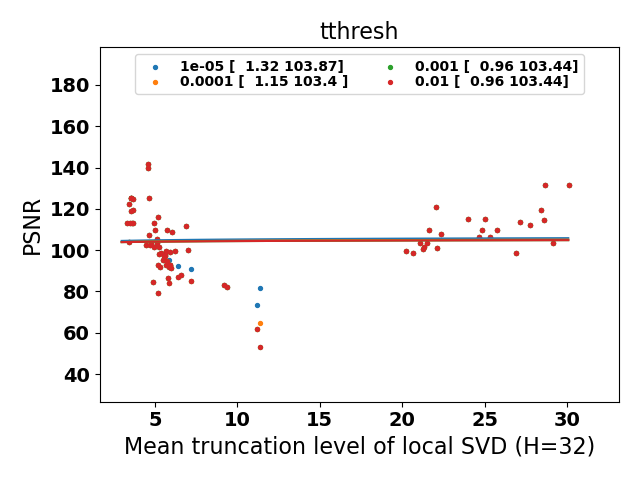 tthresh
1e-05 [  1.32 103.87]
0.0001 [  1.15 103.4 ]
0.001 [  0.96 103.44]
0.01 [  0.96 103.44]
PSNR
180
160
140
120
100
80
60
40
5 10 15 20 25 30
Mean truncation level of local SVD (H=32)